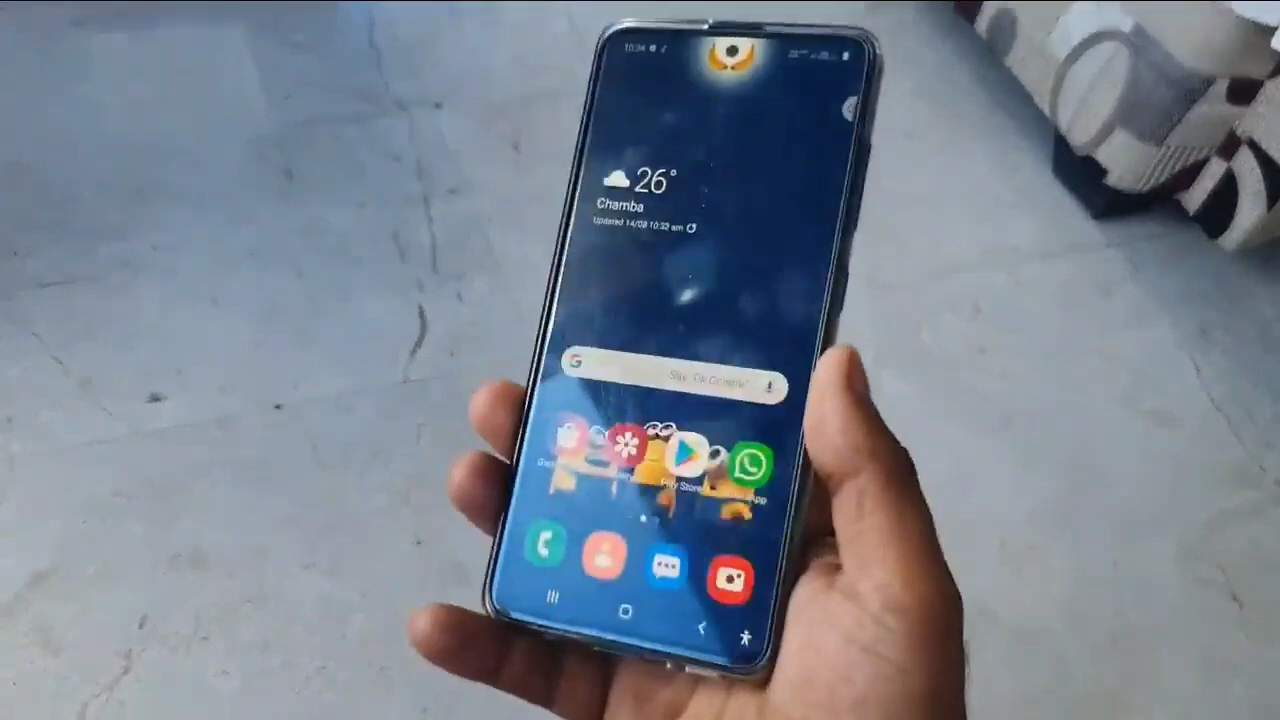 10:34
26°
Chamba
Updated 14/08 10:32 am
G
Say "Ok Google"
Play Store